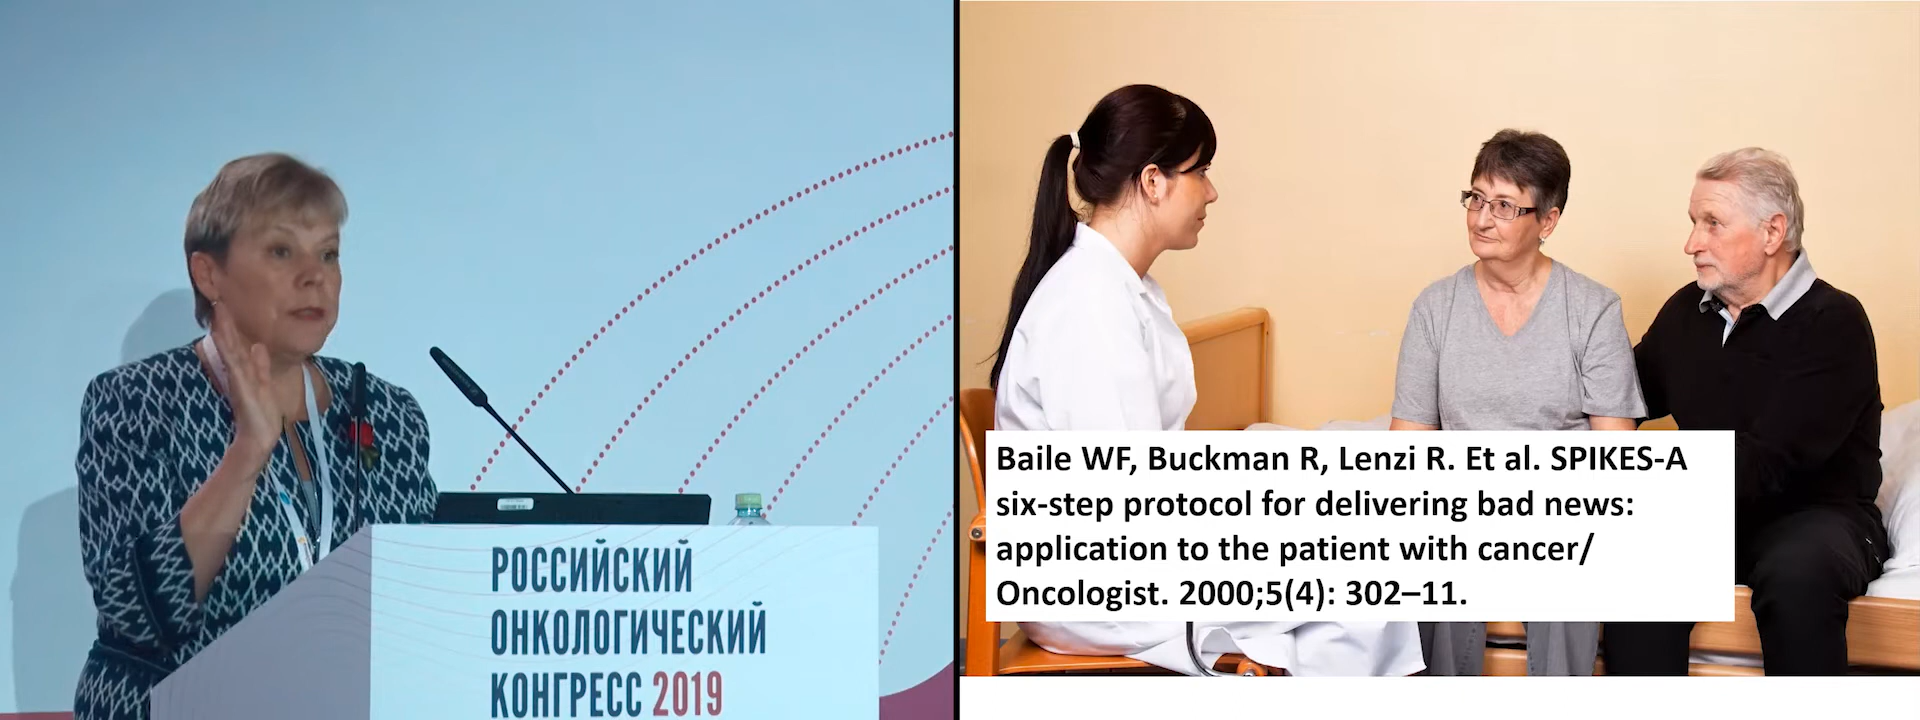 РОССИЙСКИЙ
ОНКОЛОГИЧЕСКИЙ
КОНГРЕСС 2019
Baile WF, Buckman R, Lenzi R. Et al. SPIKES-A
six-step protocol for delivering bad news:
application to the patient with cancer/
Oncologist. 2000;5(4): 302–11.